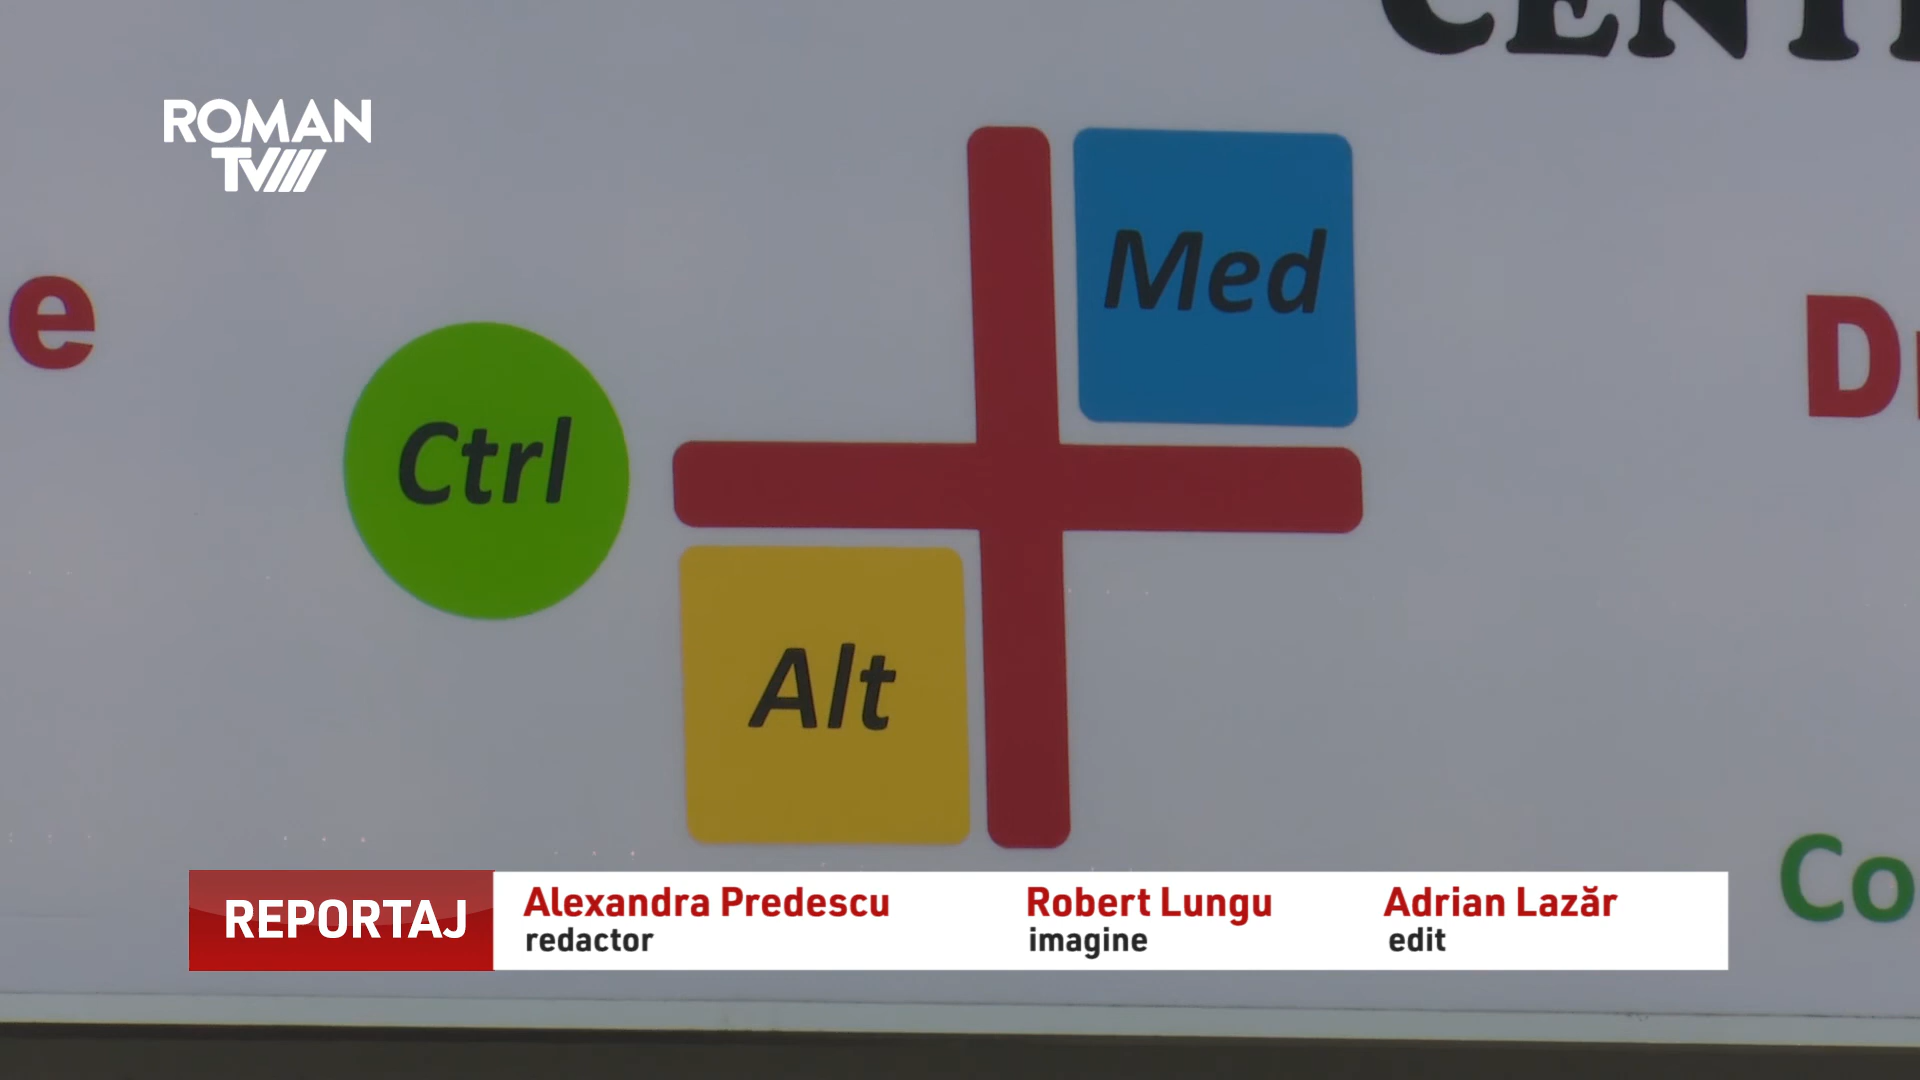 ROMAN
TV
Med
Ctrl
Alt
REPORTAJ
Alexandra Predescu
redactor
Robert Lungu
imagine
Adrian Lazăr
edit